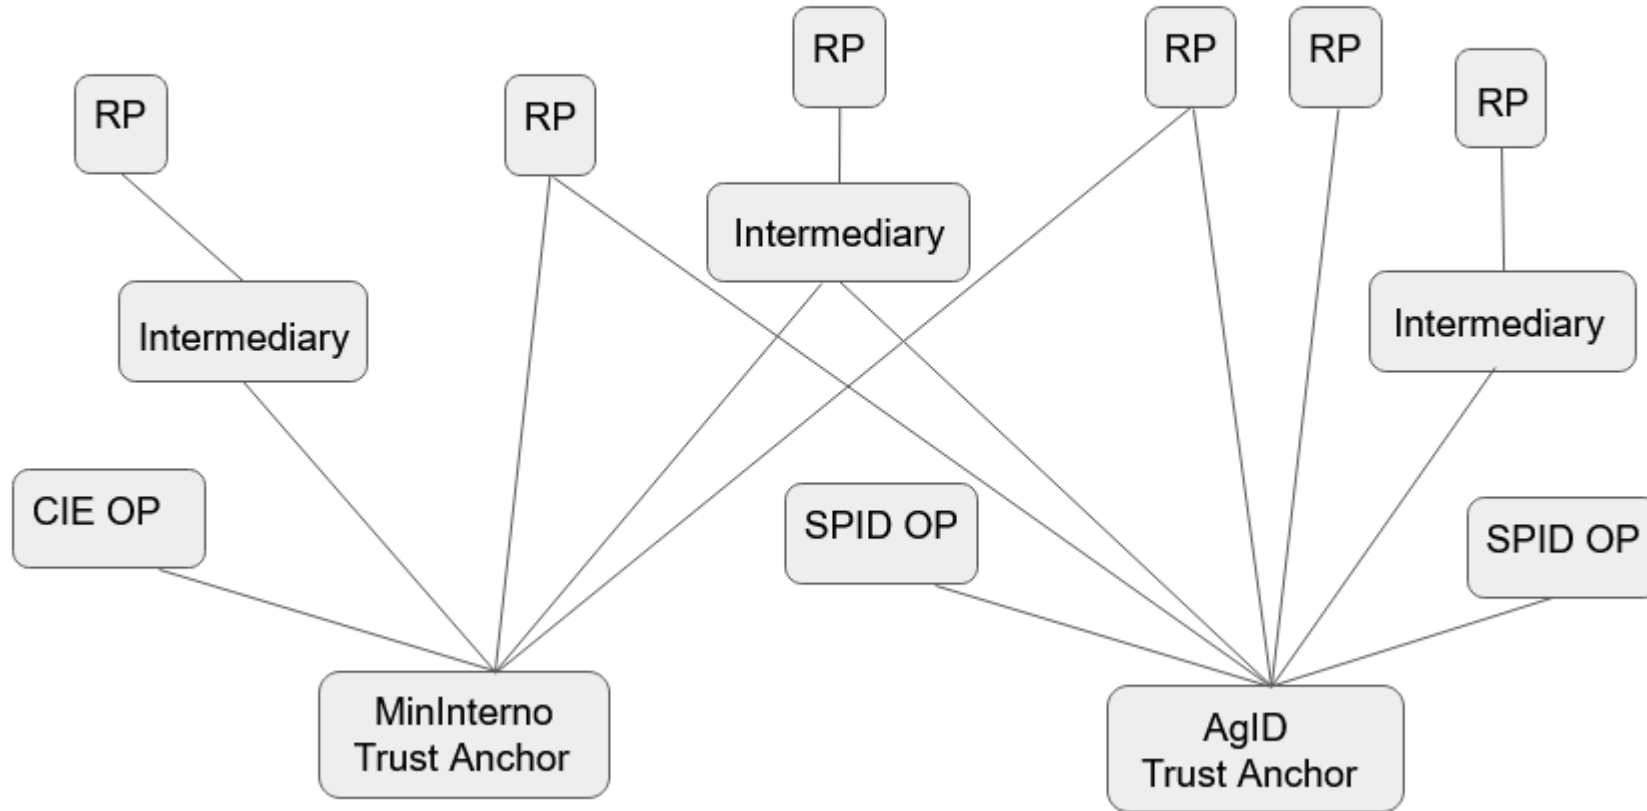 RP
RP
RP
RP
RP
RP
Intermediary
Intermediary
Intermediary
CIE OP
SPID OP
SPID OP
MinInterno
Trust Anchor
AgID
Trust Anchor